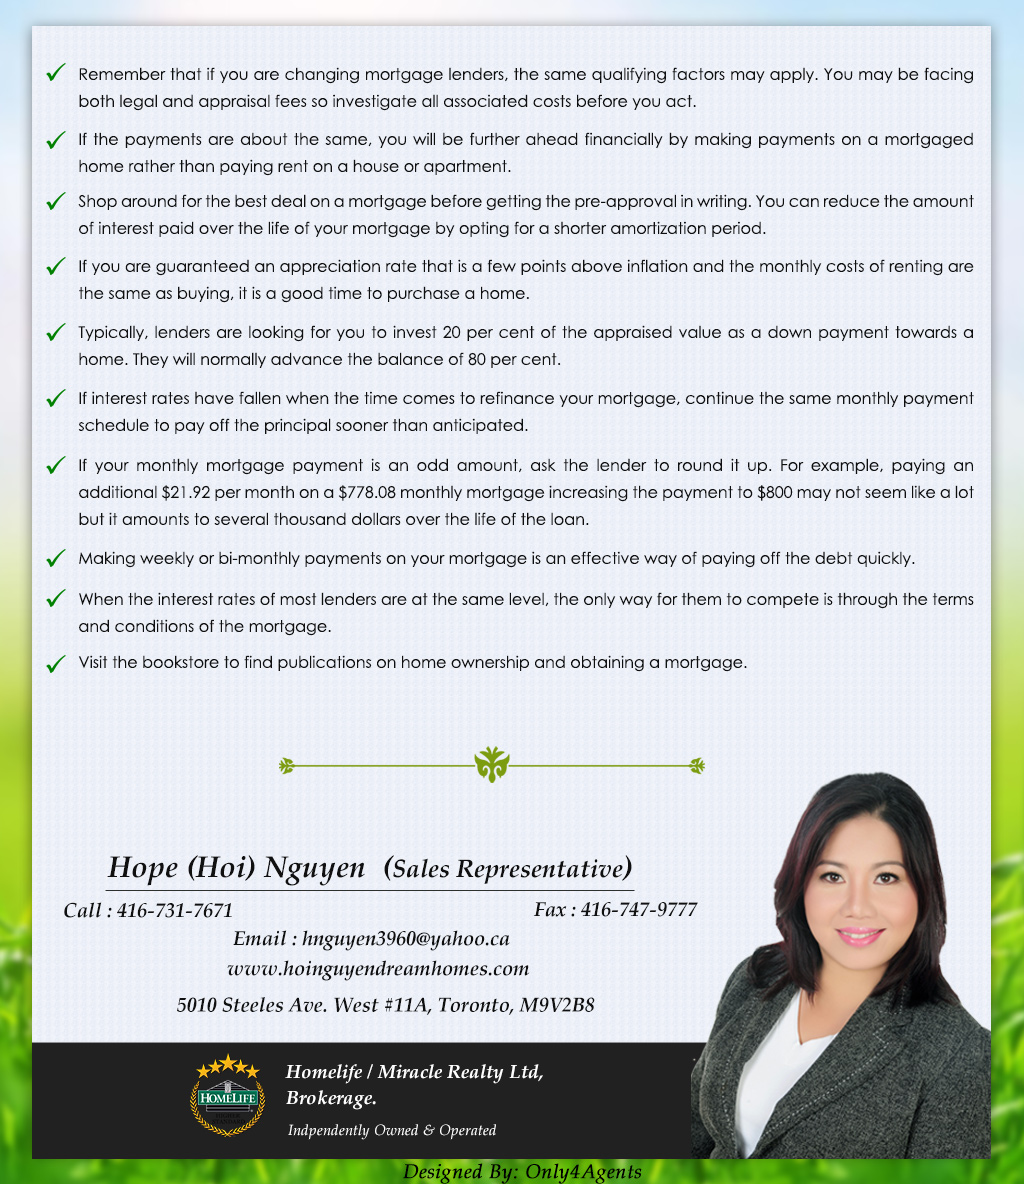 Remember that if you are changing mortgage lenders, the same qualifying factors may apply. You may be facing
both legal and appraisal fees so investigate all associated costs before you act.
If the payments are about the same, you will be further ahead financially by making payments on a mortgaged
home rather than paying rent on a house or apartment.
Shop around for the best deal on a mortgage before getting the pre-approval in writing. You can reduce the amount
of interest paid over the life of your mortgage by opting for a shorter amortization period.
If you are guaranteed an appreciation rate that is a few points above inflation and the monthly costs of renting are
the same as buying, it is a good time to purchase a home.
Typically, lenders are looking for you to invest 20 per cent of the appraised value as a down payment towards a
home. They will normally advance the balance of 80 per cent.
If interest rates have fallen when the time comes to refinance your mortgage, continue the same monthly payment
schedule to pay off the principal sooner than anticipated.
If your monthly mortgage payment is an odd amount, ask the lender to round it up. For example, paying an
additional $21.92 per month on a $778.08 monthly mortgage increasing the payment to $800 may not seem like a lot
but it amounts to several thousand dollars over the life of the loan.
Making weekly or bi-monthly payments on your mortgage is an effective way of paying off the debt quickly.
When the interest rates of most lenders are at the same level, the only way for them to compete is through the terms
and conditions of the mortgage.
Visit the bookstore to find publications on home ownership and obtaining a mortgage.
Hope (Hoi) Nguyen (Sales Representative)
Call : 416-731-7671 Fax : 416-747-9777
Email : hnguyen3960@yahoo.ca
www.hoinguyendreamhomes.com
5010 Steeles Ave. West #11A, Toronto, M9V2B8
HOMELIFE
Homelife / Miracle Realty Ltd,
Brokerage.
Indpendently Owned & Operated
Designed By: Only4Agents